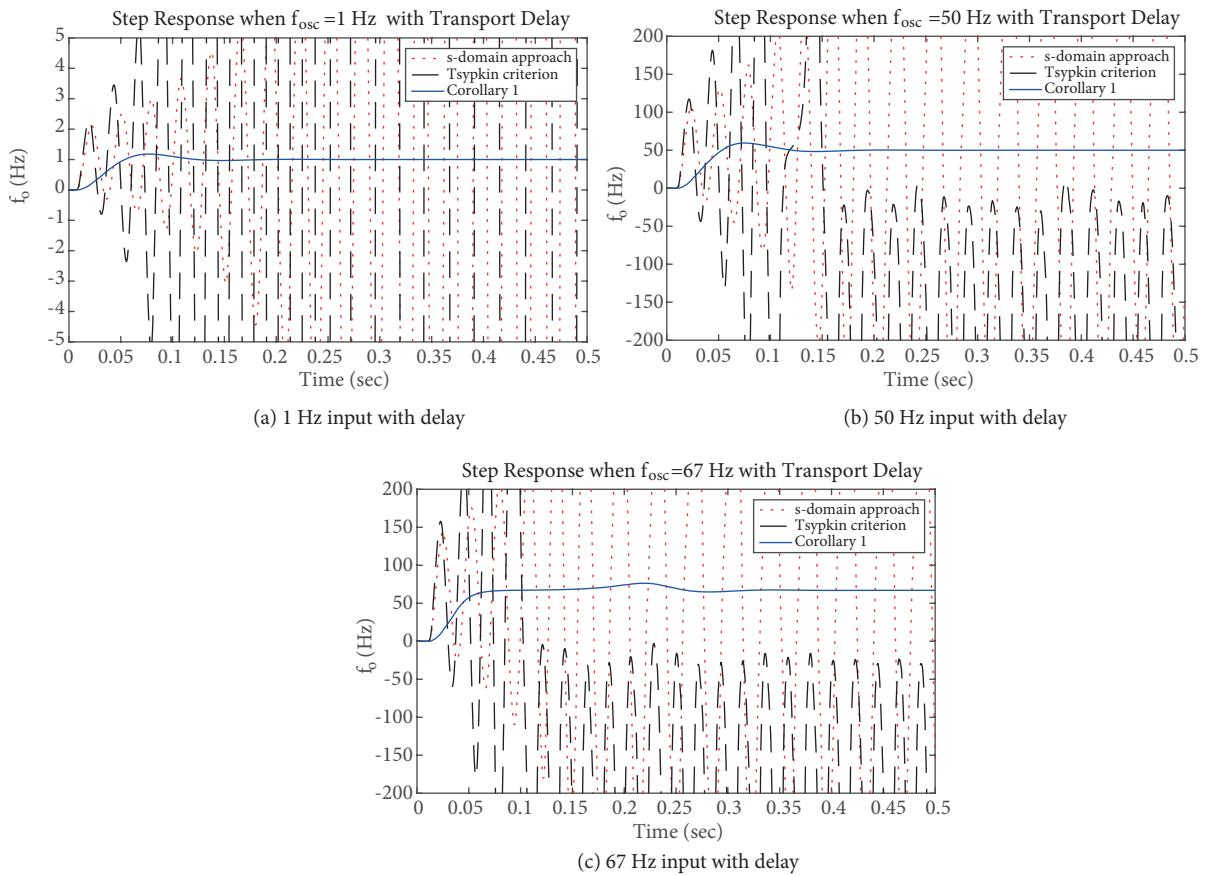 Step Response when f_osc =1 Hz with Transport Delay
5
4
3
2
1
0
-1
-2
-3
-4
-5
f_o (Hz)
s-domain approach
Tsypkin criterion
Corollary 1
0 0.05 0.1 0.15 0.2 0.25 0.3 0.35 0.4 0.45 0.5
Time (sec)
(a) 1 Hz input with delay
Step Response when f_osc =50 Hz with Transport Delay
200
150
100
50
0
-50
-100
-150
-200
f_o (Hz)
s-domain approach
Tsypkin criterion
Corollary 1
0 0.05 0.1 0.15 0.2 0.25 0.3 0.35 0.4 0.45 0.5
Time (sec)
(b) 50 Hz input with delay
Step Response when f_osc=67 Hz with Transport Delay
200
150
100
50
0
-50
-100
-150
-200
f_o (Hz)
s-domain approach
Tsypkin criterion
Corollary 1
0 0.05 0.1 0.15 0.2 0.25 0.3 0.35 0.4 0.45 0.5
Time (sec)
(c) 67 Hz input with delay